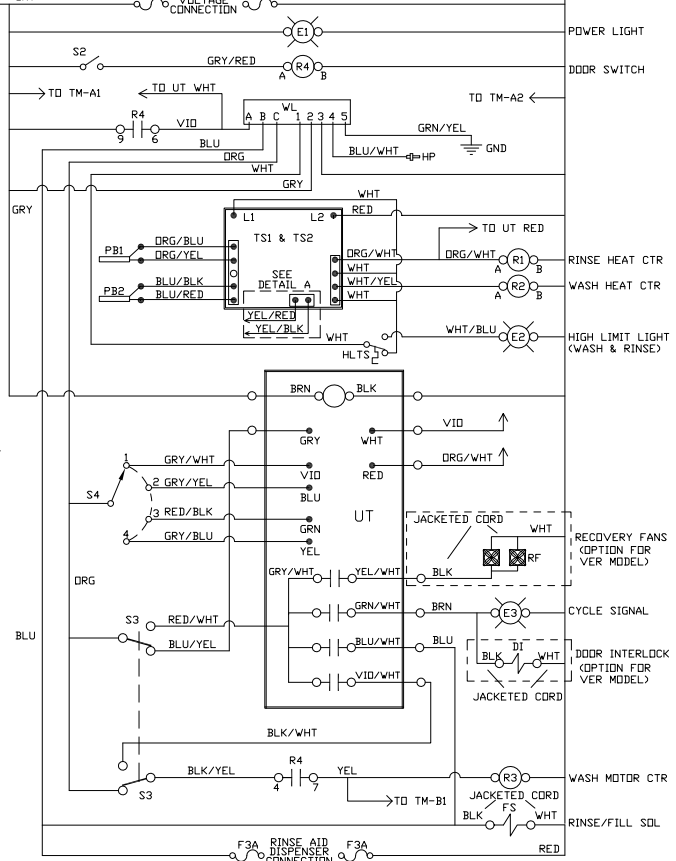 VOLTAGE
CONNECTION
E1 POWER LIGHT
S2 GRY/RED A R4 B DOOR SWITCH
TO TM-A1 TO UT WHT TO TM-A2
WL
R4 VIO A B C 1 2 3 4 5
9 6 GRN/YEL
BLU GND
ORG BLU/WHT HP
WHT
GRY
WHT
GRY L1 L2 RED
TS1 & TS2 TO UT RED
PB1 ORG/BLU ORG/WHT ORG/WHT R1 RINSE HEAT CTR
ORG/YEL WHT A B
SEE
DETAIL A
PB2 BLU/BLK WHT/YEL R2 WASH HEAT CTR
BLU/RED WHT A B
YEL/RED
YEL/BLK
WHT WHT/BLU E2 HIGH LIMIT LIGHT
(WASH & RINSE)
HLTS
BRN BLK
GRY WHT VIO
1 GRY/WHT VIO RED ORG/WHT
S4 2 GRY/YEL BLU
3 RED/BLK GRN UT
4 GRY/BLU YEL
JACKETED CORD WHT
RF RECOVERY FANS
(OPTION FOR
VER MODEL)
ORG GRY/WHT YEL/WHT BLK
GRN/WHT BRN E3 CYCLE SIGNAL
S3 RED/WHT
BLU BLU/YEL BLU/WHT BLU
BLK DI WHT DOOR INTERLOCK
(OPTION FOR
VER MODEL)
VIO/WHT JACKETED CORD
BLK/WHT
R4
S3 BLK/YEL 4 7 YEL R3 WASH MOTOR CTR
TO TM-B1 JACKETED CORD
BLK FS WHT RINSE/FILL SOL
F3A RINSE AID F3A RED
DISPENSER
CONNECTION